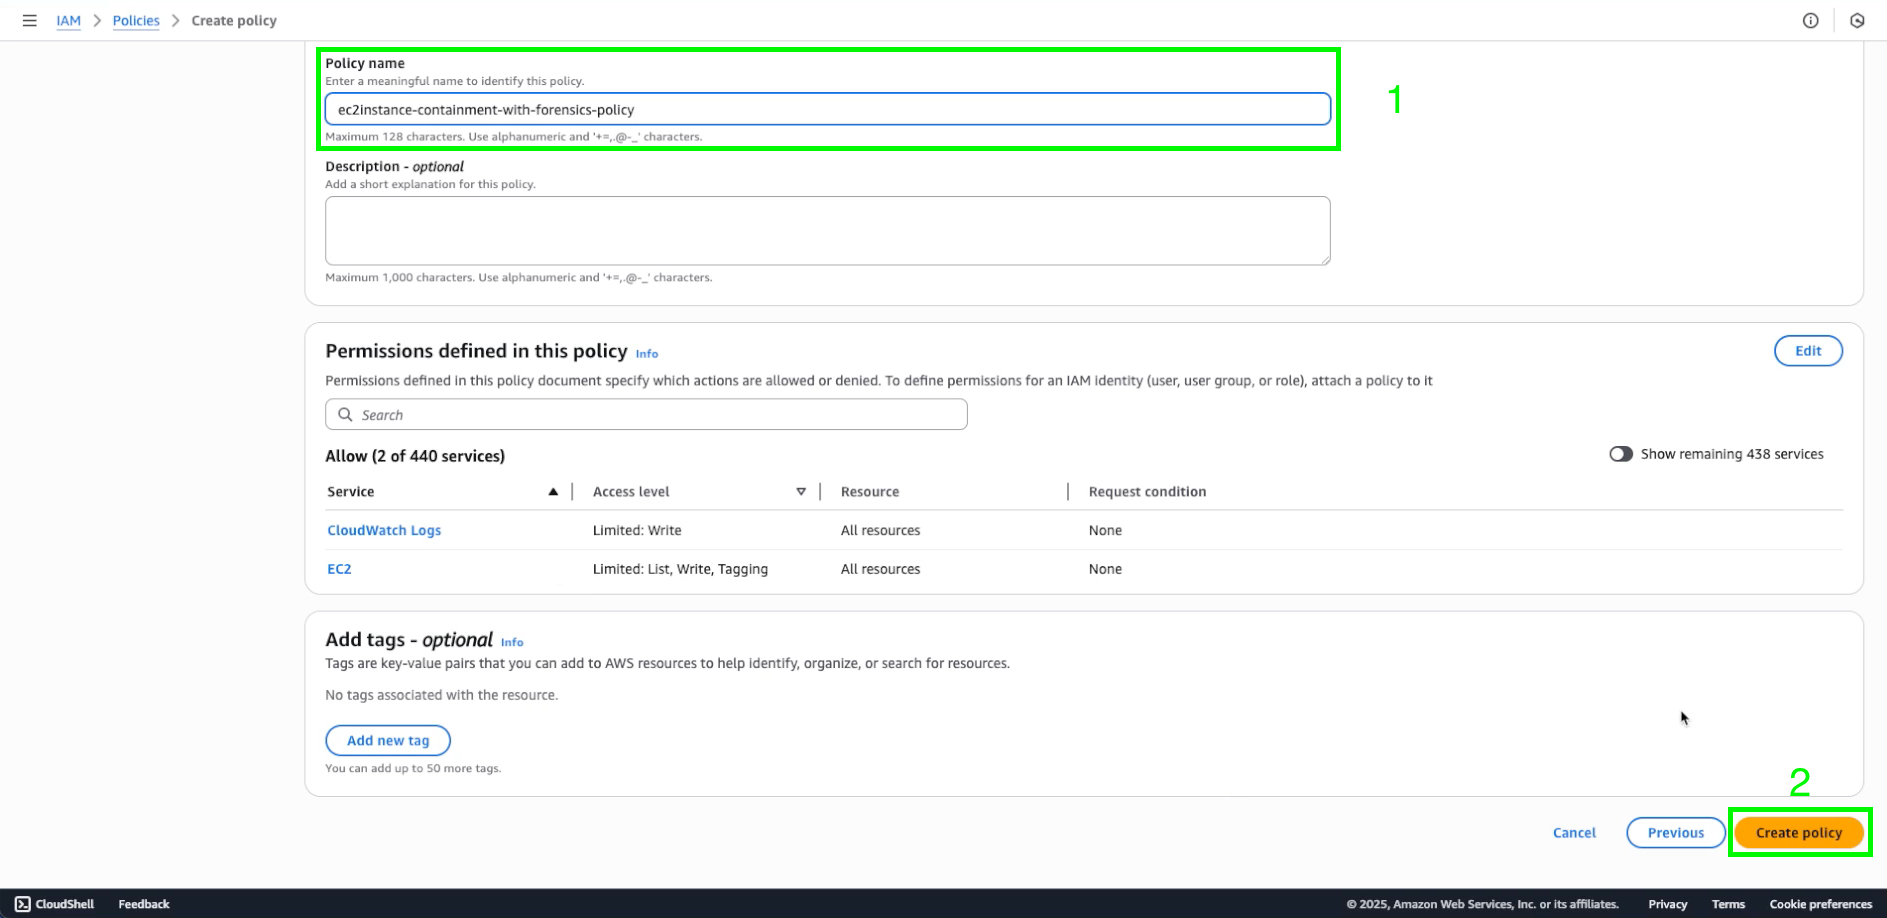 IAM > Policies > Create policy
Policy name
Enter a meaningful name to identify this policy.
ec2instance-containment-with-forensics-policy
Maximum 128 characters. Use alphanumeric and '+=,.@-_' characters.
1
Description - optional
Add a short explanation for this policy.
Maximum 1,000 characters. Use alphanumeric and '+=,.@-_' characters.
Permissions defined in this policy Info
Edit
Permissions defined in this policy document specify which actions are allowed or denied. To define permissions for an IAM identity (user, user group, or role), attach a policy to it
Search
Allow (2 of 440 services)
Show remaining 438 services
Service Access level Resource Request condition
CloudWatch Logs Limited: Write All resources None
EC2 Limited: List, Write, Tagging All resources None
Add tags - optional Info
Tags are key-value pairs that you can add to AWS resources to help identify, organize, or search for resources.
No tags associated with the resource.
Add new tag
You can add up to 50 more tags.
2
Cancel Previous Create policy
CloudShell Feedback © 2025, Amazon Web Services, Inc. or its affiliates. Privacy Terms Cookie preferences